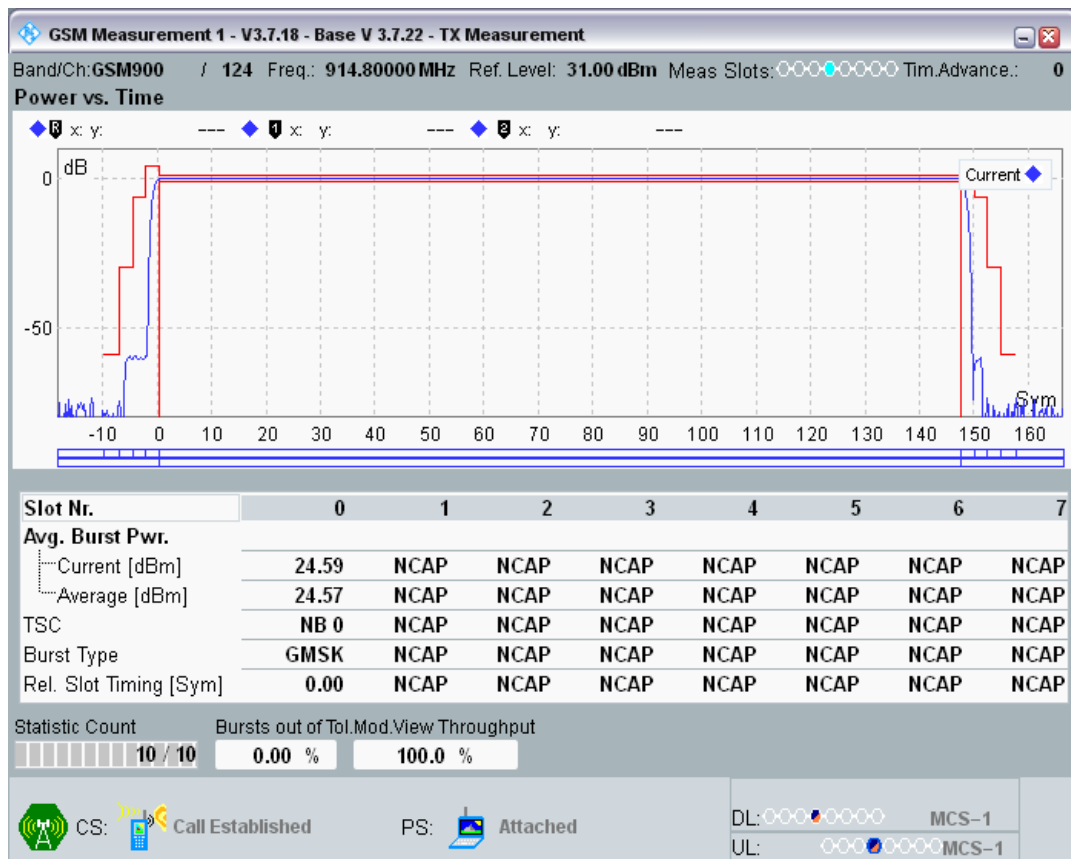 GSM Measurement 1 - V3.7.18 - Base V 3.7.22 - TX Measurement
Band/Ch:GSM900 / 124 Freq.: 914.80000 MHz Ref. Level: 31.00 dBm Meas Slots: Tim.Advance.: 0
Power vs. Time
R x: y: --- 1 x: y: --- 2 x: y: ---
dB
0
Current
-50
Sym
-10 0 10 20 30 40 50 60 70 80 90 100 110 120 130 140 150 160
Slot Nr. 0 1 2 3 4 5 6 7
Avg. Burst Pwr.
Current [dBm] 24.59 NCAP NCAP NCAP NCAP NCAP NCAP NCAP
Average [dBm] 24.57 NCAP NCAP NCAP NCAP NCAP NCAP NCAP
TSC NB 0 NCAP NCAP NCAP NCAP NCAP NCAP NCAP
Burst Type GMSK NCAP NCAP NCAP NCAP NCAP NCAP NCAP
Rel. Slot Timing [Sym] 0.00 NCAP NCAP NCAP NCAP NCAP NCAP NCAP
Statistic Count Bursts out of Tol.Mod.View Throughput
10 / 10 0.00 % 100.0 %
CS: Call Established PS: Attached
DL: MCS-1
UL: MCS-1